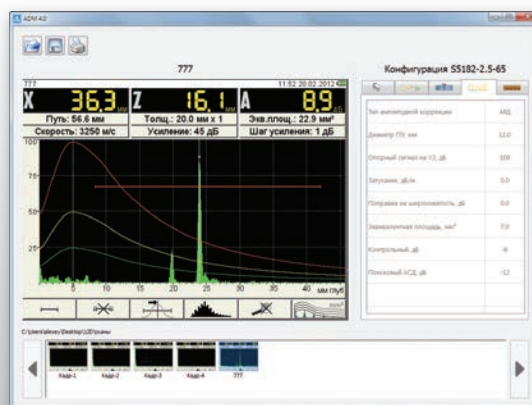 ADM 4.0
777
Конфигурация S5182-2.5-65
777 11:52 20.02.2012
X 36,3 мм Z 16,1 мм A 8,9 дБ
Путь: 56.6 мм Толщ.: 20.0 мм x 1 Экв.площ.: 22.9 мм²
Скорость: 3250 м/с Усиление: 45 дБ Шаг усиления: 1 дБ
100
75
50
25
5 10 15 20 25 30 35 40 мм глуб
Тип амплитудной коррекции АРД
Диаметр ПЭ, мм 12.0
Опорный сигнал на У2, дБ
Затухание, дБ/м 0.0
Поправка на шероховатость, дБ 0.0
Эквивалентная площадь, мм² 7.0
Контрольный, дБ -6
Поисковый АСД, дБ -12
Кадр-1 Кадр-2 Кадр-3 Кадр-4 777